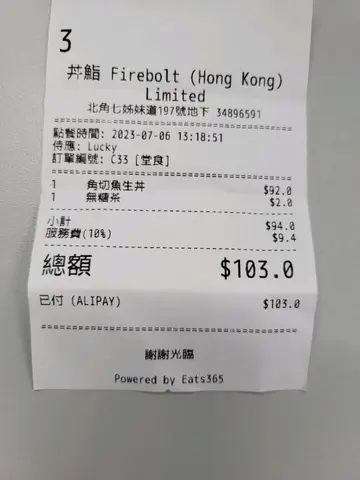 3
丼鮨 Firebolt (Hong Kong)
Limited
北角七姊妹道197號地下 34896591
點餐時間: 2023-07-06 13:18:51
侍應: Lucky
訂單編號: C33 [堂食]
1 角切魚生丼 $92.0
1 無糖茶 $2.0
小計 $94.0
服務費(10%) $9.4
總額 $103.0
已付 (ALIPAY) $103.0
謝謝光臨
Powered by Eats365